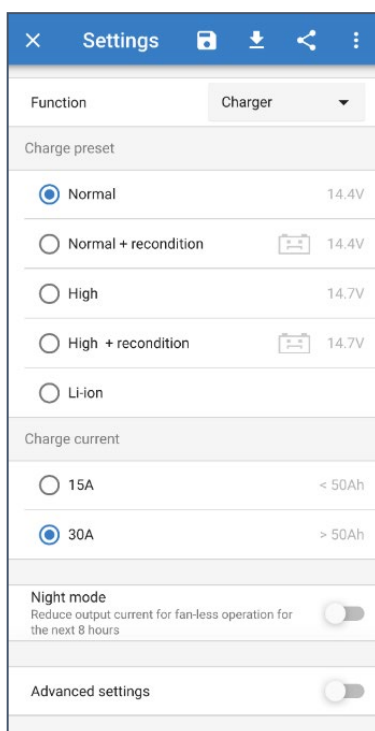 Settings
Function Charger
Charge preset
Normal 14.4V
Normal + recondition 14.4V
High 14.7V
High + recondition 14.7V
Li-ion
Charge current
15A < 50Ah
30A > 50Ah
Night mode
Reduce output current for fan-less operation for
the next 8 hours
Advanced settings